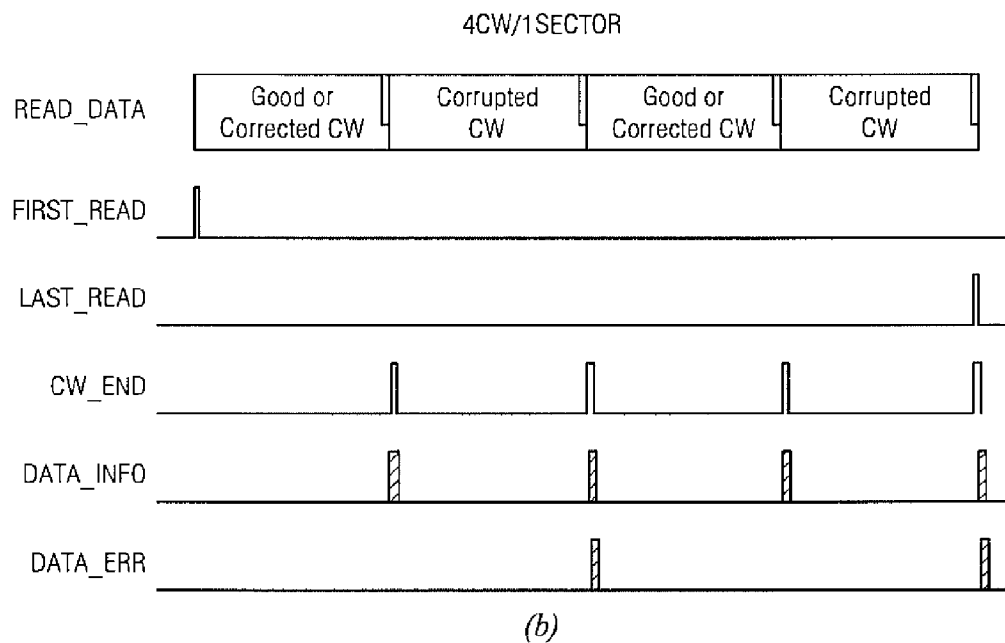 4CW/1SECTOR
READ_DATA
Good or
Corrected CW
Corrupted
CW
Good or
Corrected CW
Corrupted
CW
FIRST_READ
LAST_READ
CW_END
DATA_INFO
DATA_ERR
(b)